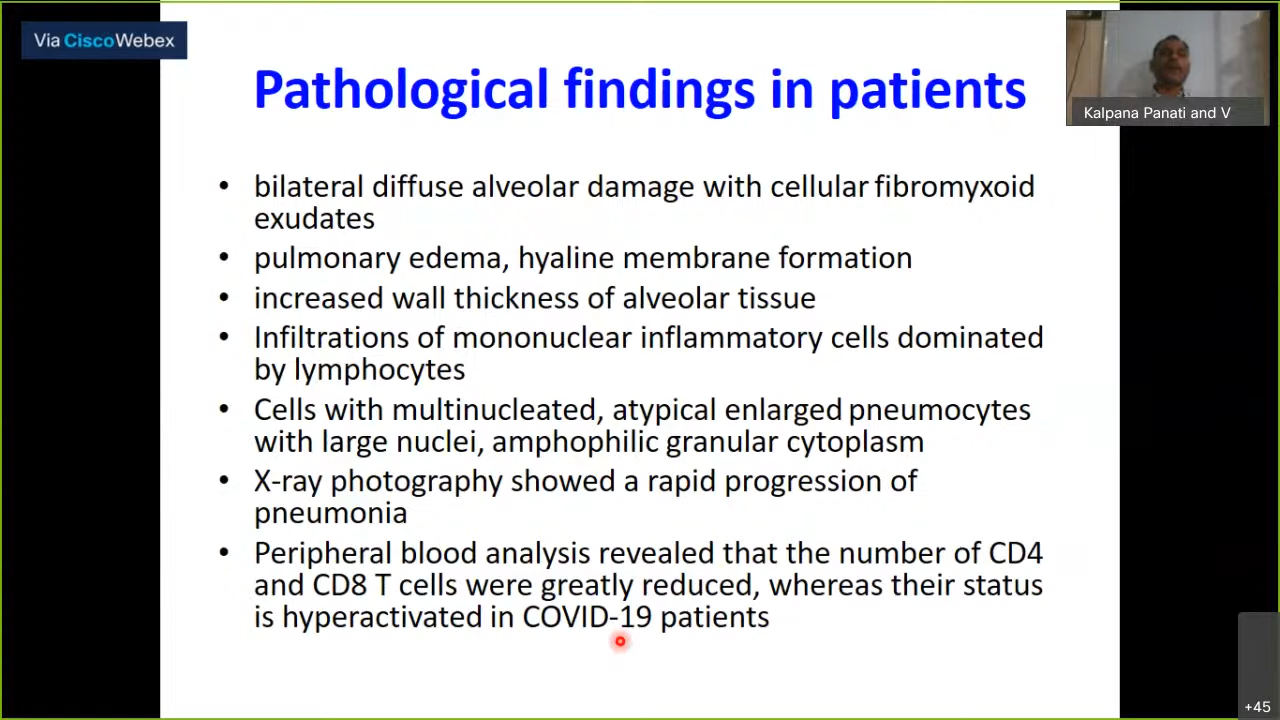 Via CiscoWebex
Pathological findings in patients
Kalpana Panati and V
• bilateral diffuse alveolar damage with cellular fibromyxoid
exudates
• pulmonary edema, hyaline membrane formation
• increased wall thickness of alveolar tissue
• Infiltrations of mononuclear inflammatory cells dominated
by lymphocytes
• Cells with multinucleated, atypical enlarged pneumocytes
with large nuclei, amphophilic granular cytoplasm
• X-ray photography showed a rapid progression of
pneumonia
• Peripheral blood analysis revealed that the number of CD4
and CD8 T cells were greatly reduced, whereas their status
is hyperactivated in COVID-19 patients
+45